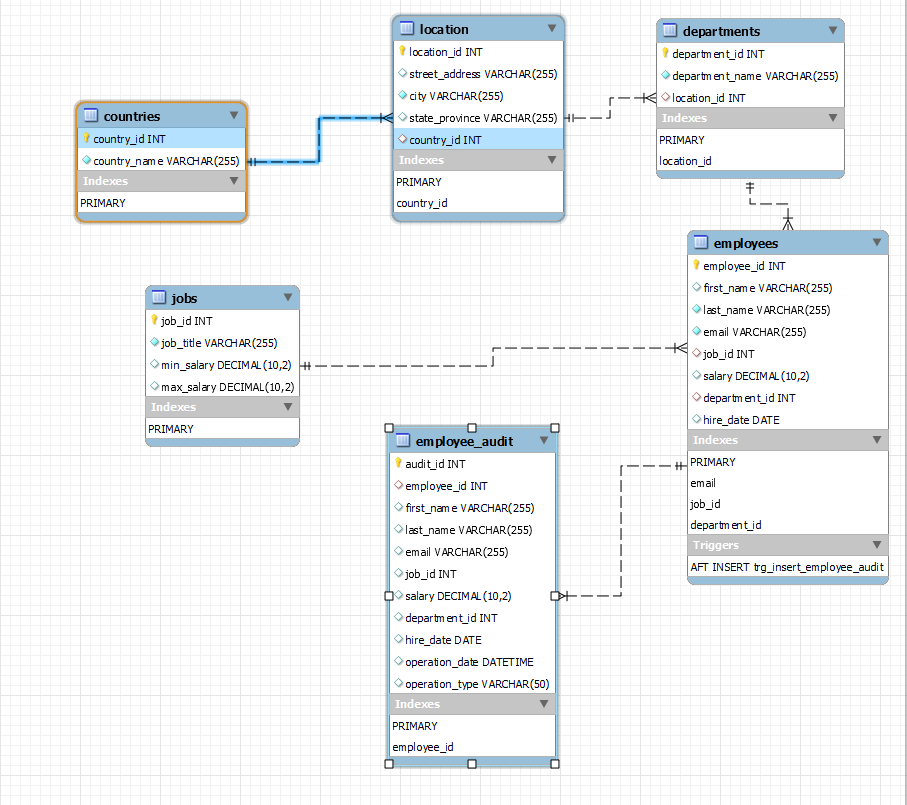 countries
country_id INT
country_name VARCHAR(255)
Indexes
PRIMARY
location
location_id INT
street_address VARCHAR(255)
city VARCHAR(255)
state_province VARCHAR(255)
country_id INT
Indexes
PRIMARY
country_id
departments
department_id INT
department_name VARCHAR(255)
location_id INT
Indexes
PRIMARY
location_id
jobs
job_id INT
job_title VARCHAR(255)
min_salary DECIMAL(10,2)
max_salary DECIMAL(10,2)
Indexes
PRIMARY
employees
employee_id INT
first_name VARCHAR(255)
last_name VARCHAR(255)
email VARCHAR(255)
job_id INT
salary DECIMAL(10,2)
department_id INT
hire_date DATE
Indexes
PRIMARY
email
job_id
department_id
Triggers
AFT INSERT trg_insert_employee_audit
employee_audit
audit_id INT
employee_id INT
first_name VARCHAR(255)
last_name VARCHAR(255)
email VARCHAR(255)
job_id INT
salary DECIMAL(10,2)
department_id INT
hire_date DATE
operation_date DATETIME
operation_type VARCHAR(50)
Indexes
PRIMARY
employee_id